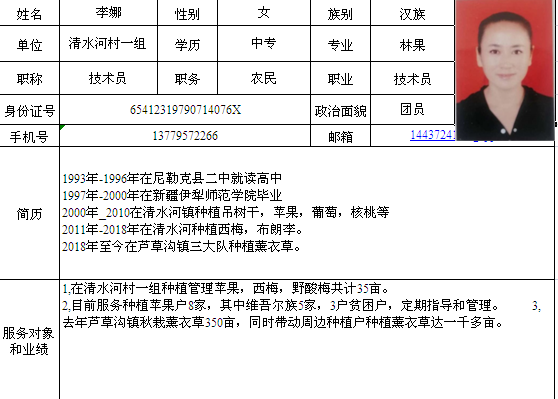 姓名 李娜 性别 女 族别 汉族
单位 清水河村一组 学历 中专 专业 林果
职称 技术员 职务 农民 职业 技术员
身份证号 65412319790714076X 政治面貌 团员
手机号 13779572266 邮箱 14437241
简历
1993年-1996年在尼勒克县二中就读高中
1997年-2000年在新疆伊犁师范学院毕业
2000年_2010在清水河镇种植吊树干，苹果，葡萄，核桃等
2011年-2018年在清水河种植西梅，布朗李。
2018年至今在芦草沟镇三大队种植薰衣草。
服务对象
和业绩
1,在清水河村一组种植管理苹果，西梅，野酸梅共计35亩。
2,目前服务种植苹果户8家，其中维吾尔族5家，3户贫困户，定期指导和管理。 3,
去年芦草沟镇秋栽薰衣草350亩，同时带动周边种植户种植薰衣草达一千多亩。